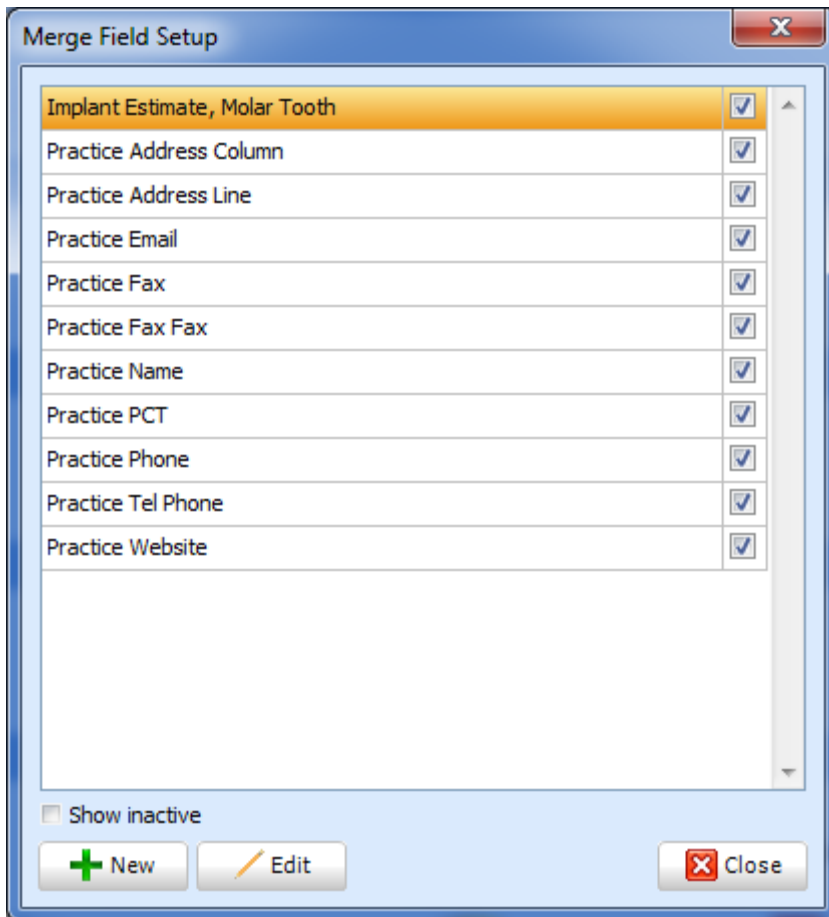 Merge Field Setup
Implant Estimate, Molar Tooth
Practice Address Column
Practice Address Line
Practice Email
Practice Fax
Practice Fax Fax
Practice Name
Practice PCT
Practice Phone
Practice Tel Phone
Practice Website
Show inactive
New Edit Close